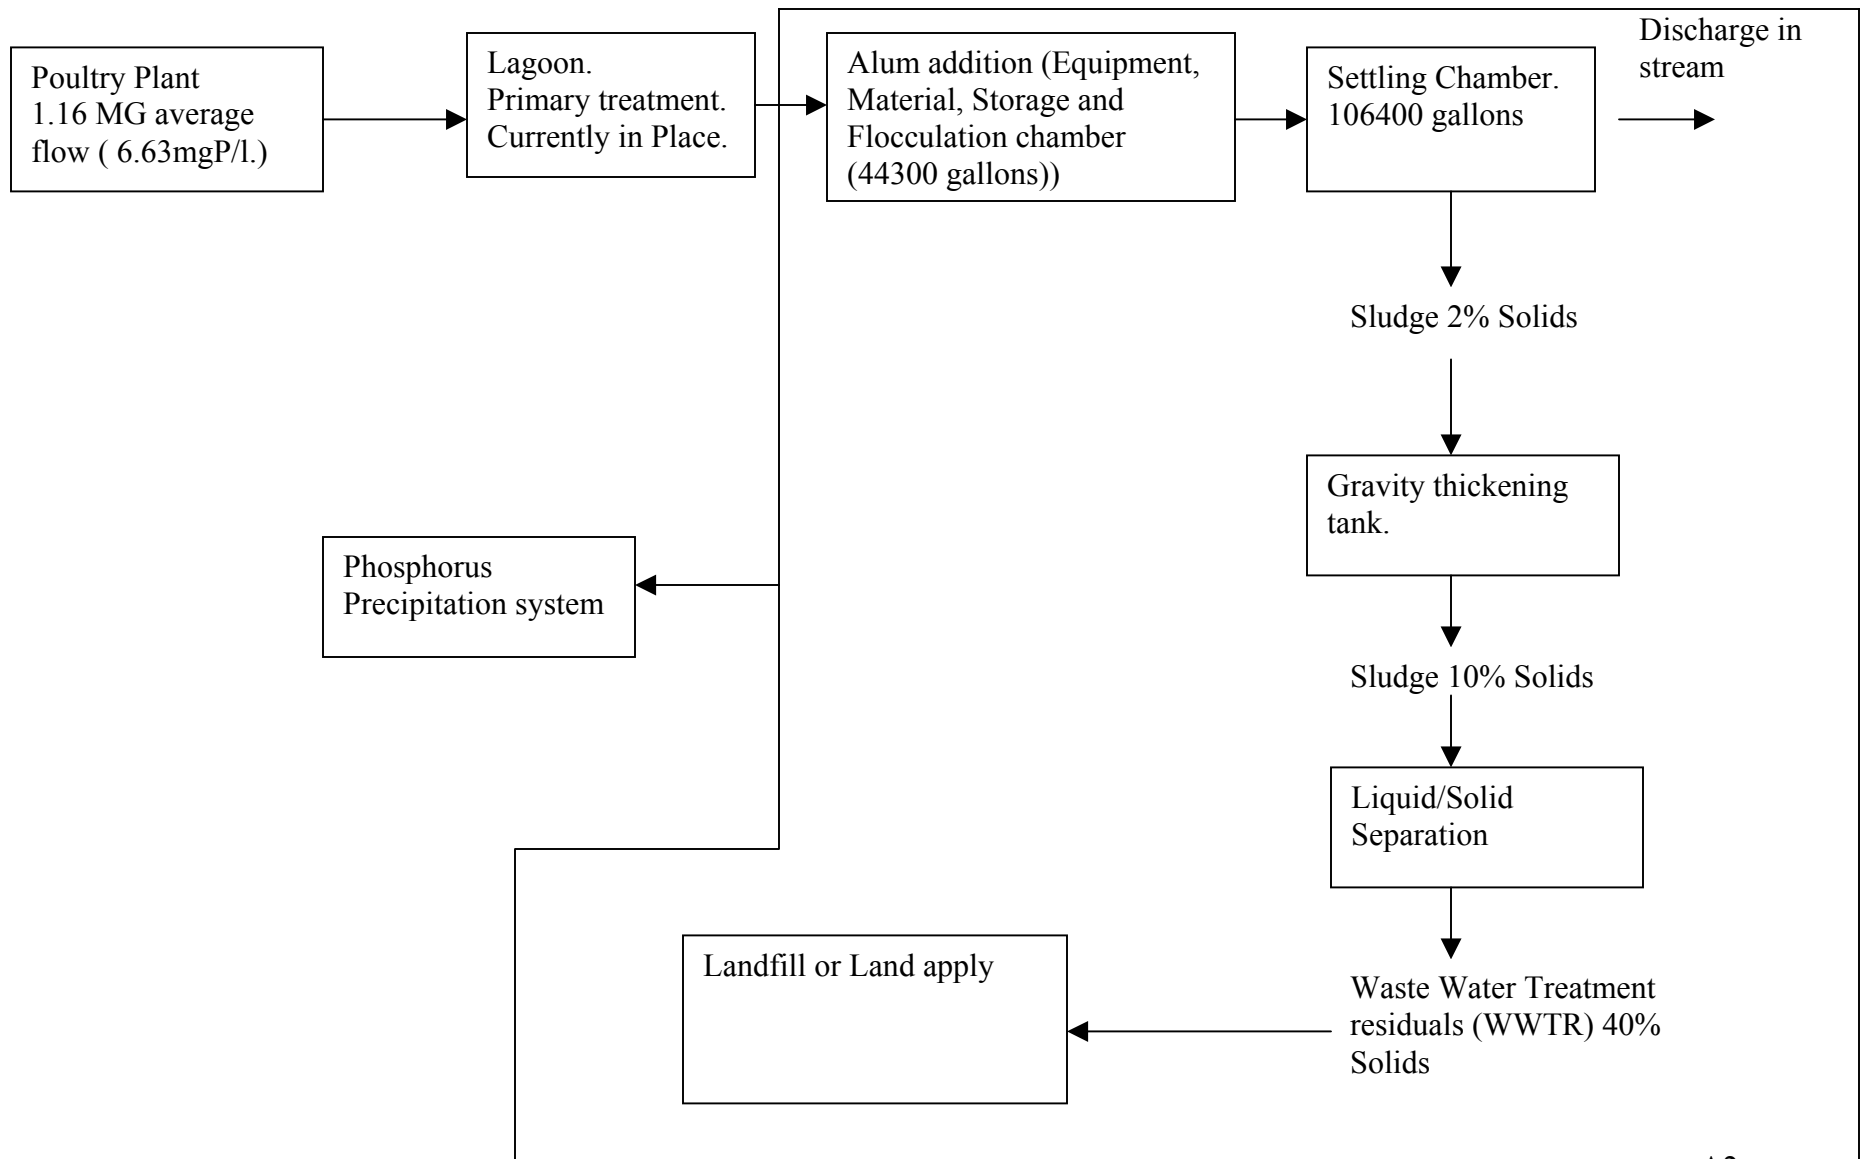 Poultry Plant
1.16 MG average
flow ( 6.63mgP/l.)
Lagoon.
Primary treatment.
Currently in Place.
Alum addition (Equipment,
Material, Storage and
Flocculation chamber
(44300 gallons))
Settling Chamber.
106400 gallons
Discharge in
stream
Sludge 2% Solids
Gravity thickening
tank.
Phosphorus
Precipitation system
Sludge 10% Solids
Liquid/Solid
Separation
Landfill or Land apply
Waste Water Treatment
residuals (WWTR) 40%
Solids